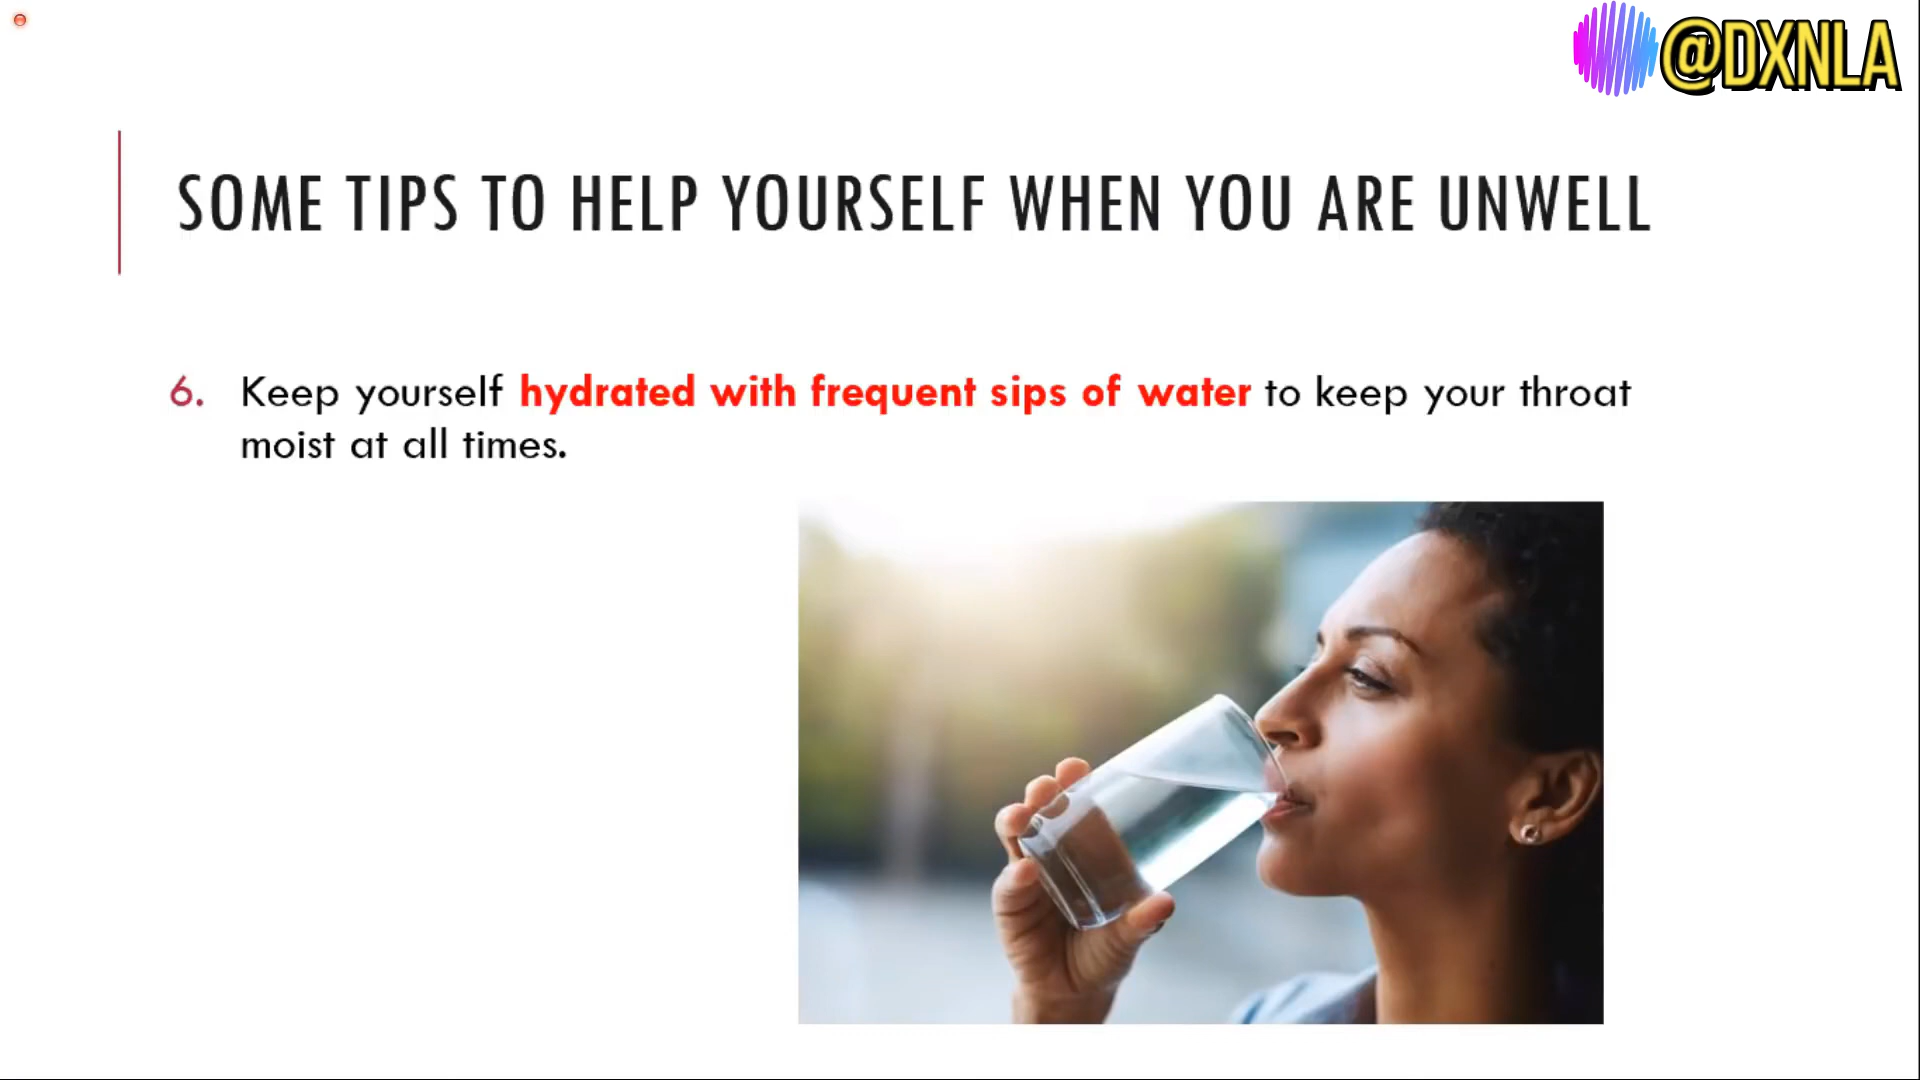 @DXNLA
SOME TIPS TO HELP YOURSELF WHEN YOU ARE UNWELL
6. Keep yourself hydrated with frequent sips of water to keep your throat
moist at all times.